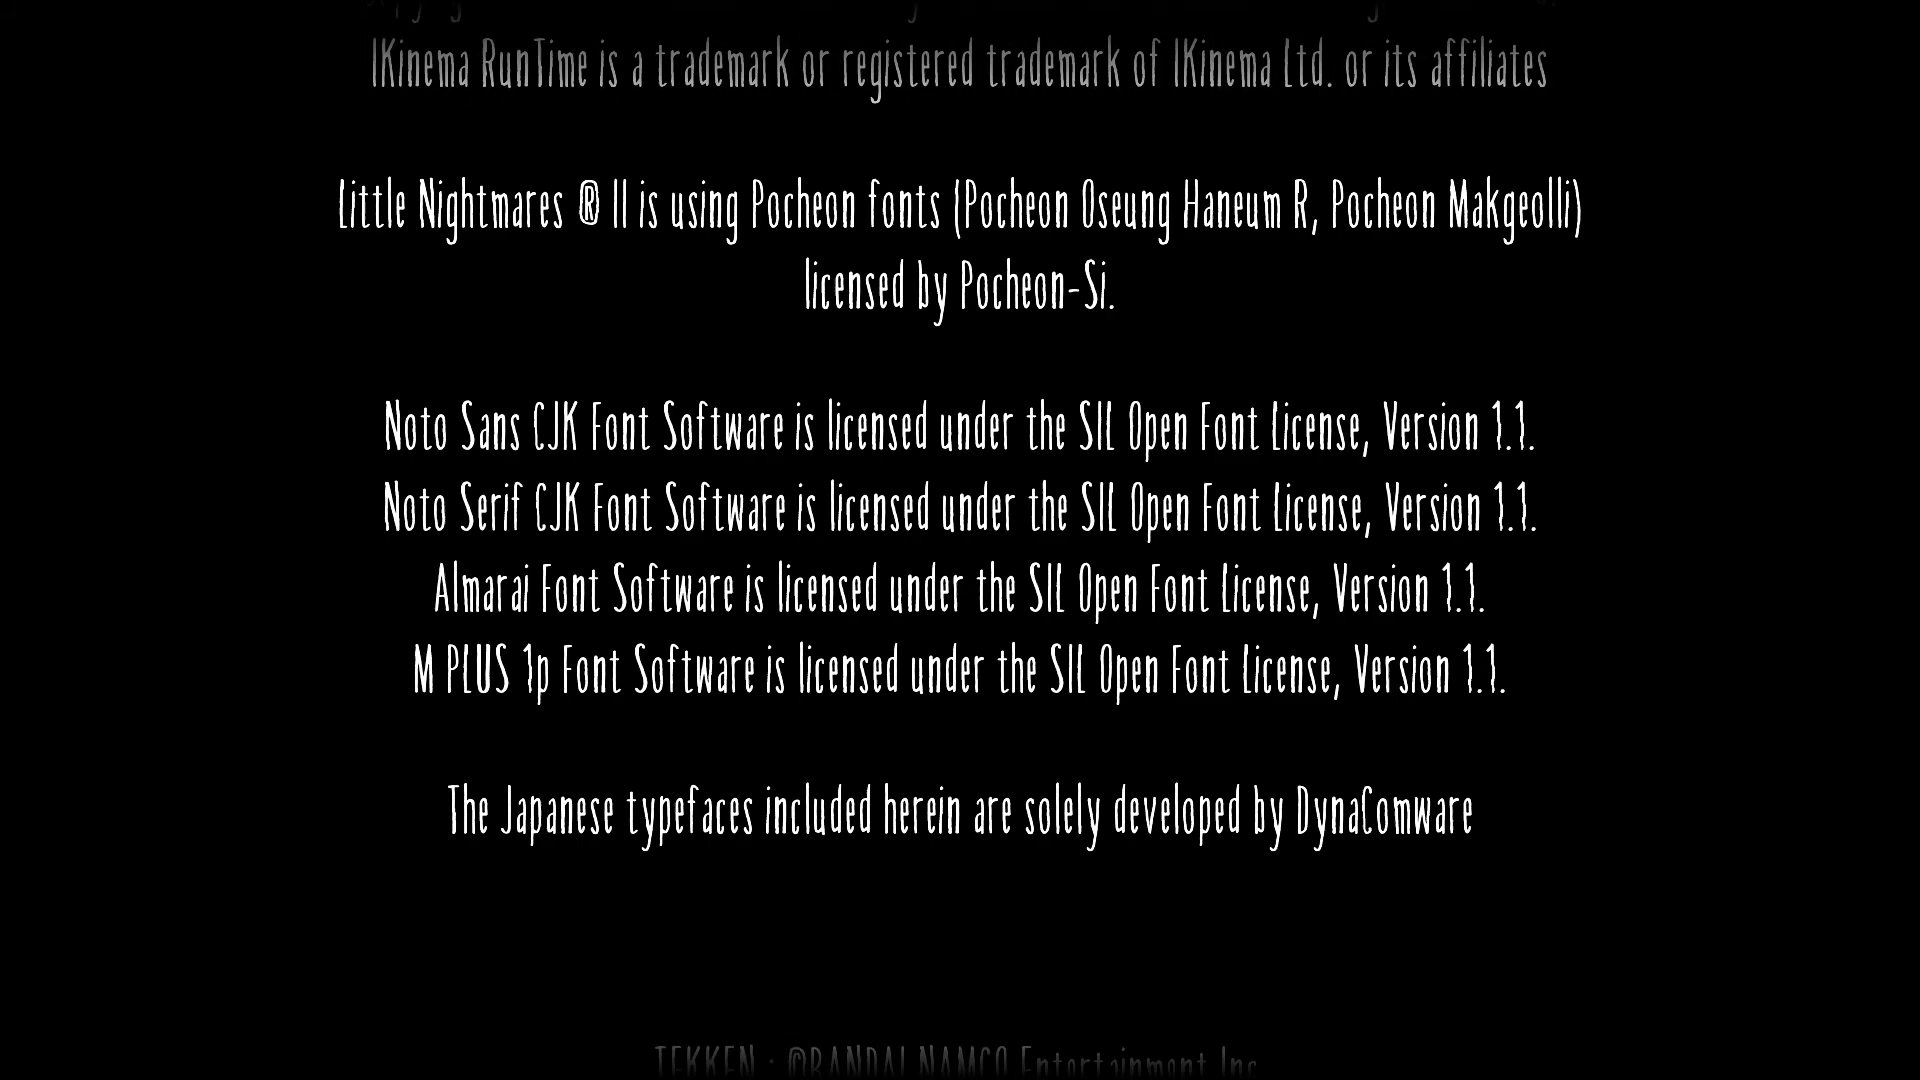 IKinema RunTime is a trademark or registered trademark of IKinema Ltd. or its affiliates
Little Nightmares ® II is using Pocheon fonts (Pocheon Oseung Haneum R, Pocheon Makgeolli)
licensed by Pocheon-Si.
Noto Sans CJK Font Software is licensed under the SIL Open Font License, Version 1.1.
Noto Serif CJK Font Software is licensed under the SIL Open Font License, Version 1.1.
Almarai Font Software is licensed under the SIL Open Font License, Version 1.1.
M PLUS 1p Font Software is licensed under the SIL Open Font License, Version 1.1.
The Japanese typefaces included herein are solely developed by DynaComware
TEKKEN : ©BANDAI NAMCO Entertainment Inc.